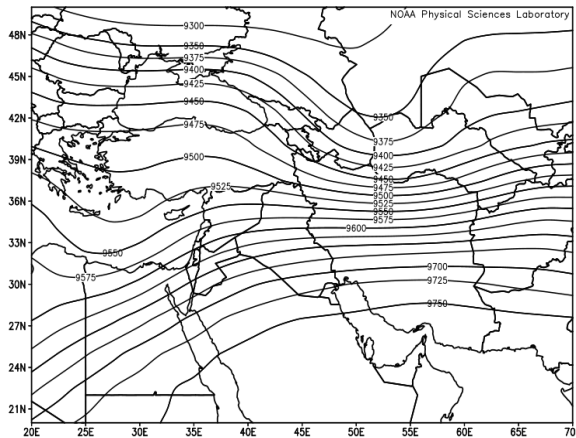 NOAA Physical Sciences Laboratory
48N
9300
9350
9375
45N
9400
9425
9450
42N
9350
9475
9375
9500
9400
39N
9425
9450
9525
9475
9500
36N
9525
9550
9575
9600
33N
9550
9575
9700
30N
9725
9750
27N
24N
21N
20E 25E 30E 35E 40E 45E 50E 55E 60E 65E 70